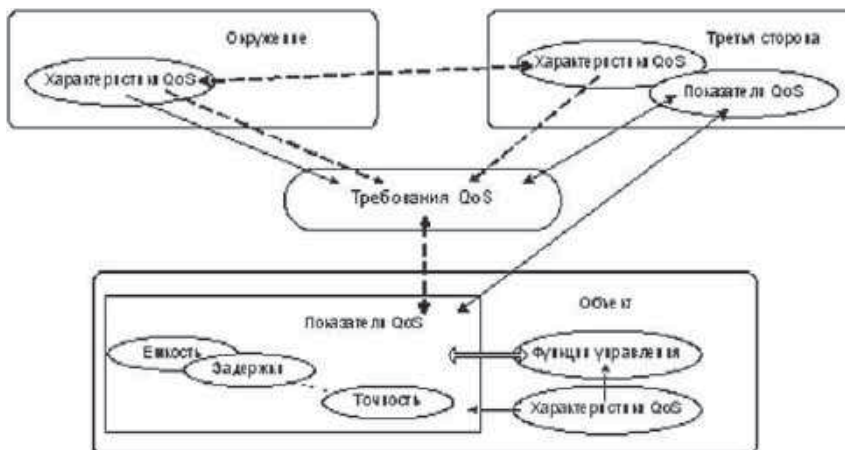 Окружение
Третья сторона
Характеристики QoS
Характеристики QoS
Показатели QoS
Требования QoS
Объект
Показатели QoS
Емкость
Задержки
Точность
Функции управления
Характеристики QoS